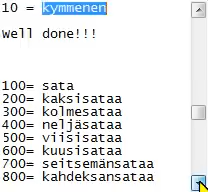 10 = kymmenen
Well done!!!
100= sata
200= kaksisataa
300= kolmesataa
400= neljäsataa
500= viisisataa
600= kuusisataa
700= seitsemänsataa
800= kahdeksansataa